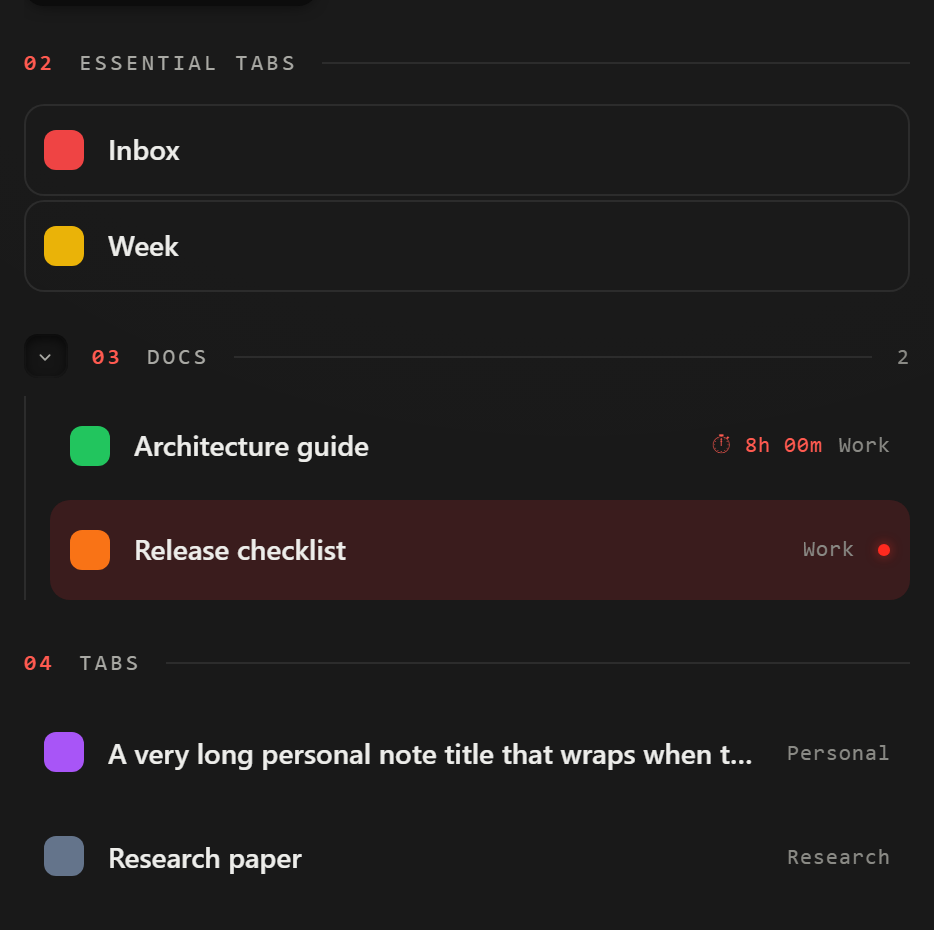 02 ESSENTIAL TABS
Inbox
Week
03 DOCS 2
Architecture guide ⏱ 8h 00m Work
Release checklist Work
04 TABS
A very long personal note title that wraps when t... Personal
Research paper Research